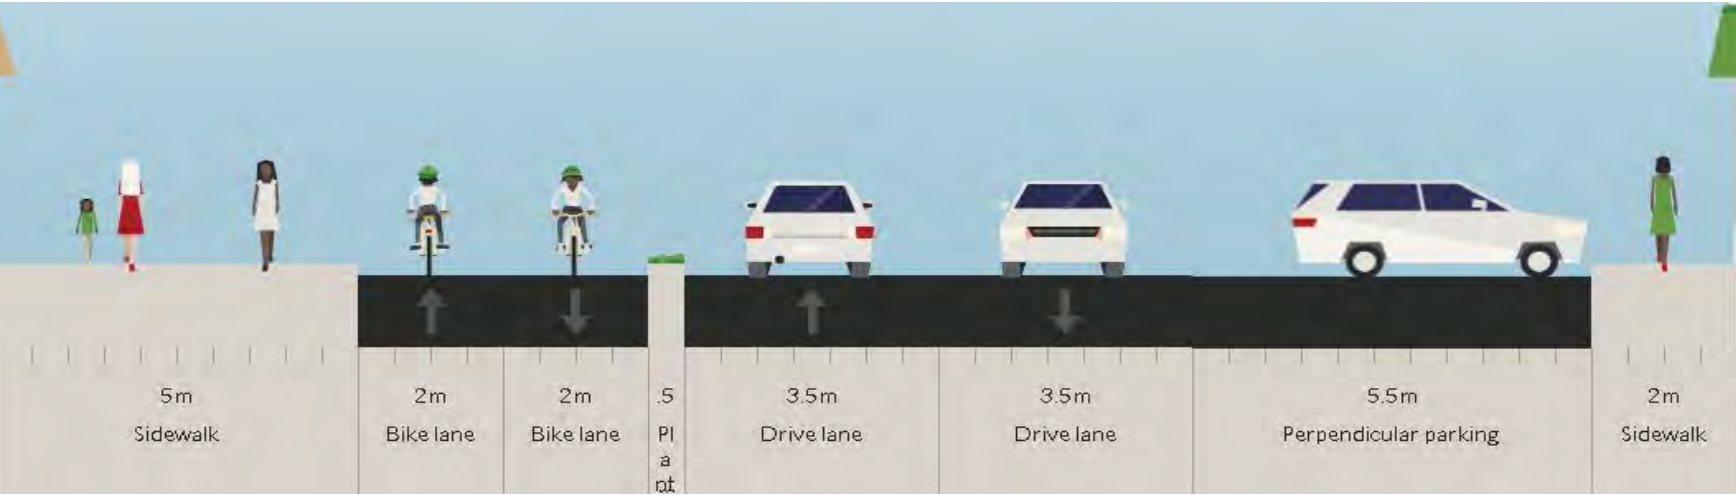 5m
2m
2m
.5
3.5m
3.5m
5.5m
2m
Sidewalk
Bike lane
Bike lane
Pl
a
nt
Drive lane
Drive lane
Perpendicular parking
Sidewalk